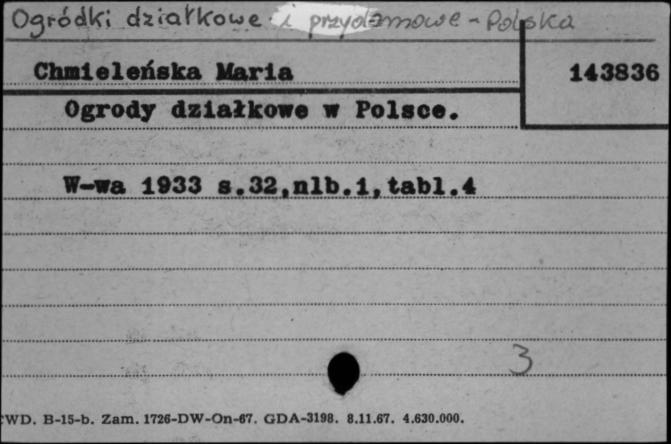 Ogródki działkowe i przydomowe - Polska
Chmieleńska Maria 143836
Ogrody działkowe w Polsce.
W-wa 1933 s.32,nlb.1,tabl.4
3
WD. B-15-b. Zam. 1726-DW-On-67. GDA-3198. 8.11.67. 4.630.000.